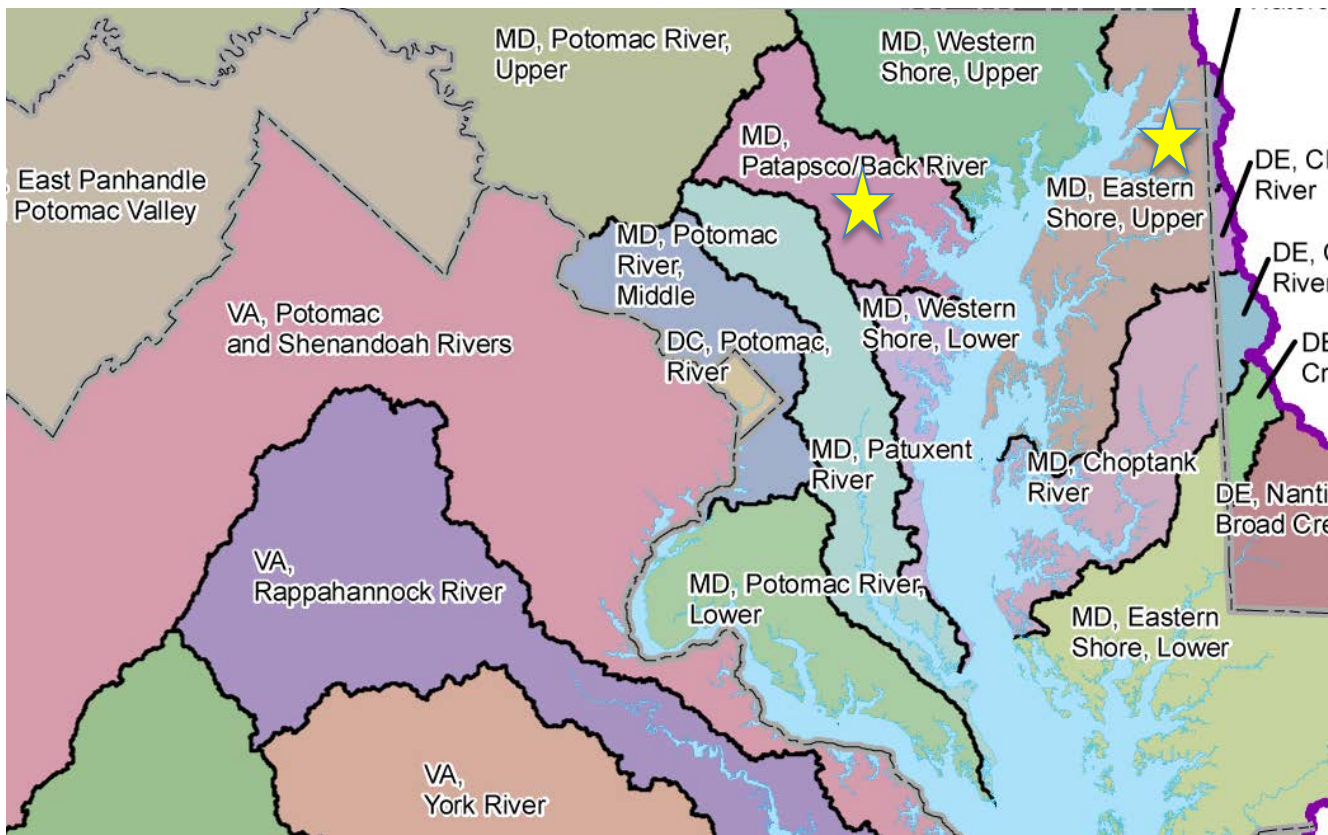 MD, Potomac River,
Upper
MD, Western
Shore, Upper
MD,
Patapsco/Back River
East Panhandle
Potomac Valley
DE,
River
MD, Eastern
Shore, Upper
MD, Potomac
River,
Middle
DE,
River
VA, Potomac
and Shenandoah Rivers
MD, Western
Shore, Lower
DC, Potomac,
River
MD, Patuxent
River
MD, Choptank
River
DE, Nanti
Broad Cre
VA,
Rappahannock River
MD, Potomac River,
Lower
MD, Eastern
Shore, Lower
VA,
York River